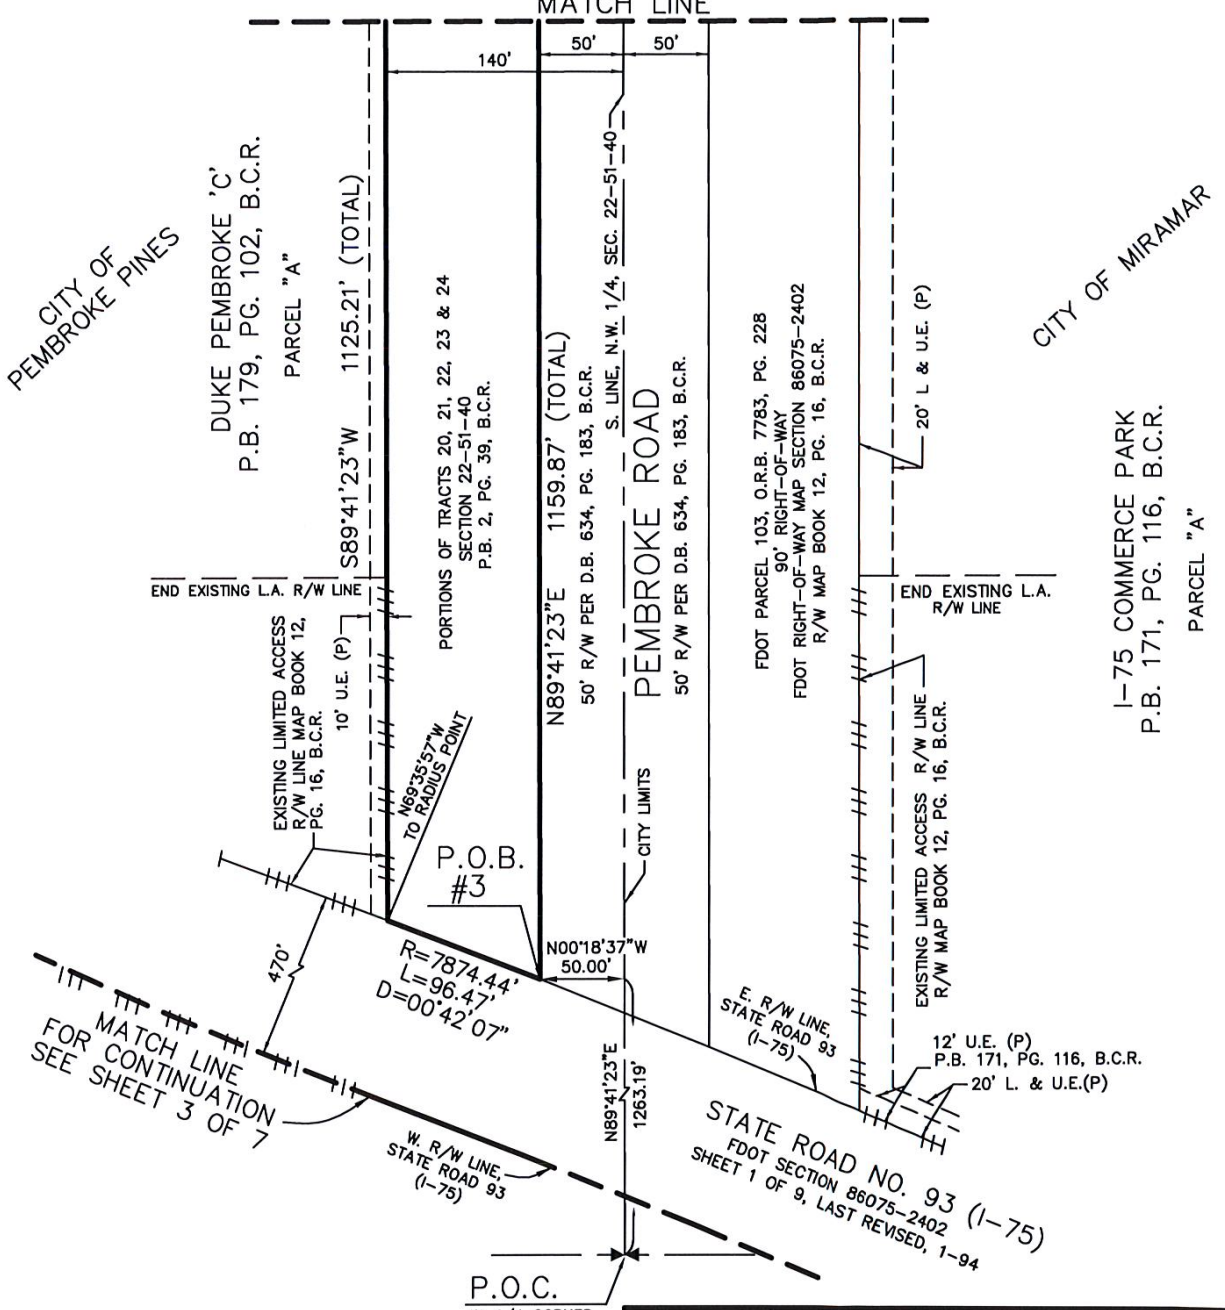 MATCH LINE
50'
50'
140'
CITY OF
PEMBROKE PINES
DUKE PEMBROKE 'C'
P.B. 179, PG. 102, B.C.R.
PARCEL "A"
S89°41'23"W 1125.21' (TOTAL)
PORTIONS OF TRACTS 20, 21, 22, 23 & 24
SECTION 22-51-40
P.B. 2, PG. 39, B.C.R.
N89°41'23"E 1159.87' (TOTAL)
50' R/W PER D.B. 634, PG. 183, B.C.R.
S. LINE, N.W. 1/4, SEC. 22-51-40
PEMBROKE ROAD
50' R/W PER D.B. 634, PG. 183, B.C.R.
FDOT PARCEL 103, O.R.B. 7783, PG. 228
90' RIGHT-OF-WAY
FDOT RIGHT-OF-WAY MAP SECTION 86075-2402
R/W MAP BOOK 12, PG. 16, B.C.R.
20' L & U.E. (P)
CITY OF MIRAMAR
I-75 COMMERCE PARK
P.B. 171, PG. 116, B.C.R.
PARCEL "A"
END EXISTING L.A. R/W LINE
END EXISTING L.A.
R/W LINE
EXISTING LIMITED ACCESS
R/W LINE MAP BOOK 12,
PG. 16, B.C.R.
10' U.E. (P)
N69°35'57"W
TO RADIUS POINT
P.O.B.
#3
CITY LIMITS
EXISTING LIMITED ACCESS R/W LINE
R/W MAP BOOK 12, PG. 16, B.C.R.
470'
R=7874.44'
L=96.47'
D=00°42'07"
N00°18'37"W
50.00'
E. R/W LINE,
STATE ROAD 93
(I-75)
12' U.E. (P)
P.B. 171, PG. 116, B.C.R.
20' L. & U.E.(P)
MATCH LINE
FOR CONTINUATION
SEE SHEET 3 OF 7
N89°41'23"E
1263.19'
W. R/W LINE,
STATE ROAD 93
(I-75)
STATE ROAD NO. 93 (I-75)
FDOT SECTION 86075-2402
SHEET 1 OF 9, LAST REVISED, 1-94
P.O.C.